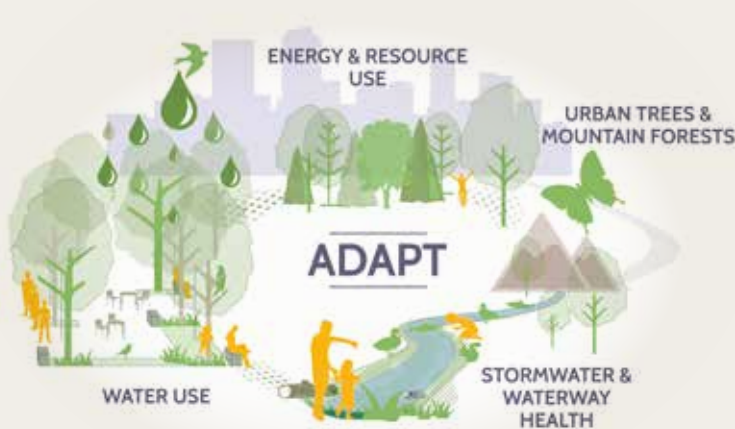 ENERGY & RESOURCE
USE
URBAN TREES &
MOUNTAIN FORESTS
ADAPT
WATER USE
STORMWATER &
WATERWAY
HEALTH